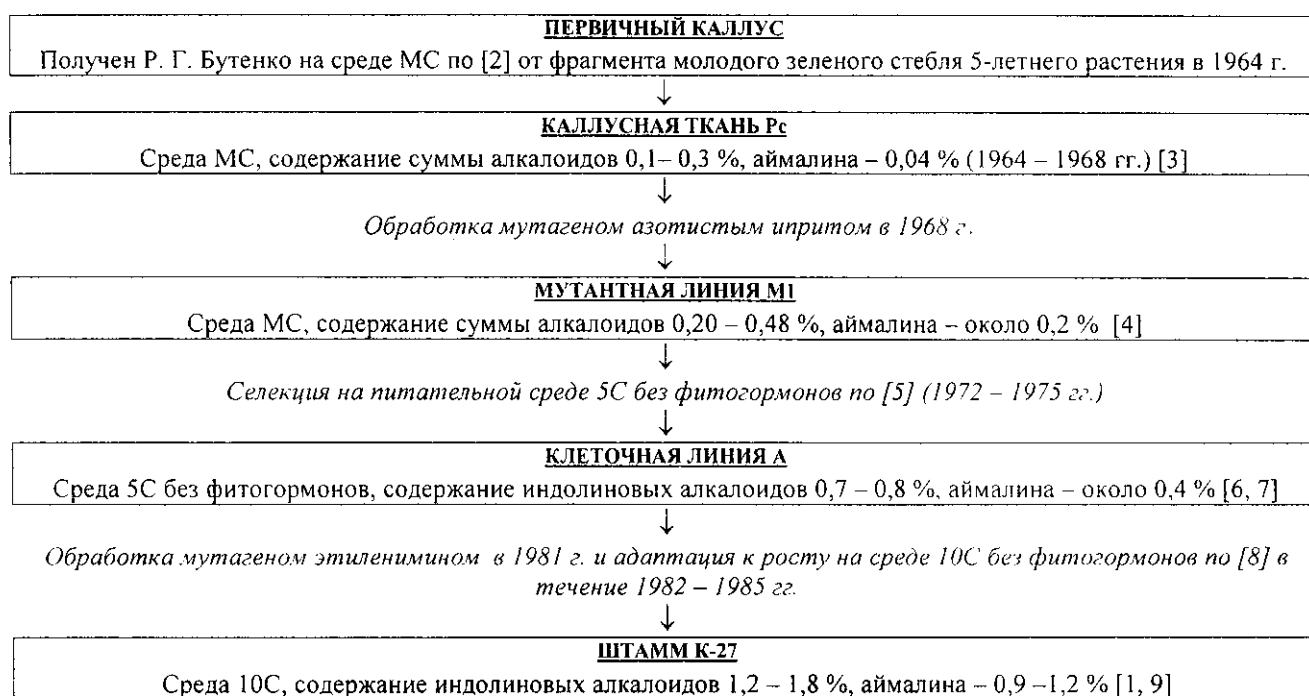 ПЕРВИЧНЫЙ КАЛЛУС
Получен Р. Г. Бутенко на среде МС по [2] от фрагмента молодого зеленого стебля 5-летнего растения в 1964 г.
↓
КАЛЛУСНАЯ ТКАНЬ Рс
Среда МС, содержание суммы алкалоидов 0,1– 0,3 %, аймалина – 0,04 % (1964 – 1968 гг.) [3]
↓
Обработка мутагеном азотистым ипритом в 1968 г.
↓
МУТАНТНАЯ ЛИНИЯ М1
Среда МС, содержание суммы алкалоидов 0,20 – 0,48 %, аймалина – около 0,2 % [4]
↓
Селекция на питательной среде 5С без фитогормонов по [5] (1972 – 1975 гг.)
↓
КЛЕТОЧНАЯ ЛИНИЯ А
Среда 5С без фитогормонов, содержание индолиновых алкалоидов 0,7 – 0,8 %, аймалина – около 0,4 % [6, 7]
↓
Обработка мутагеном этиленимином в 1981 г. и адаптация к росту на среде 10С без фитогормонов по [8] в
течение 1982 – 1985 гг.
↓
ШТАММ К-27
Среда 10С, содержание индолиновых алкалоидов 1,2 – 1,8 %, аймалина – 0,9 –1,2 % [1, 9]